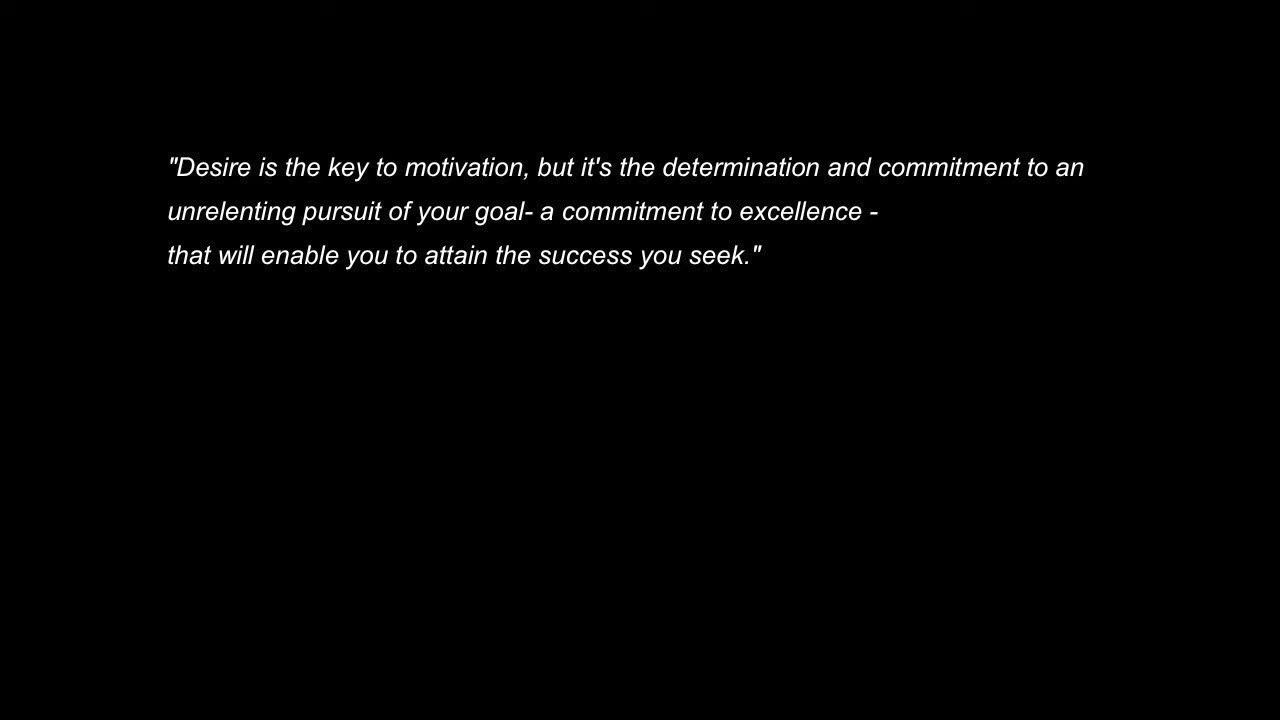 "Desire is the key to motivation, but it's the determination and commitment to an
unrelenting pursuit of your goal- a commitment to excellence -
that will enable you to attain the success you seek."